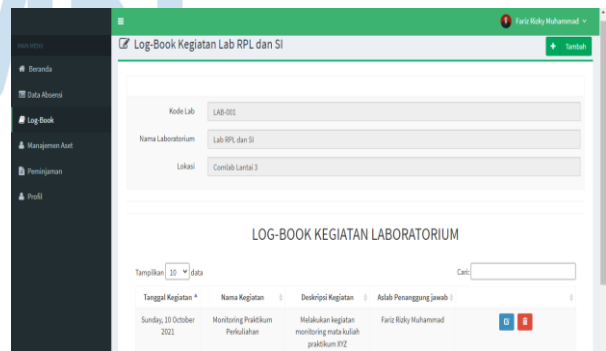 Fariz Rizky Muhammad
Log-Book Kegiatan Lab RPL dan SI
+ Tambah
MAIN MENU
Beranda
Data Absensi
Log-Book
Manajemen Aset
Peminjaman
Profil
Kode Lab LAB-001
Nama Laboratorium Lab RPL dan SI
Lokasi Comlab Lantai 3
LOG-BOOK KEGIATAN LABORATORIUM
Tampilkan 10 data Cari:
Tanggal Kegiatan Nama Kegiatan Deskripsi Kegiatan Aslab Penanggung jawab
Sunday, 10 October Monitoring Praktikum Melakukan kegiatan Fariz Rizky Muhammad
2021 Perkuliahan monitoring mata kuliah
praktikum XYZ